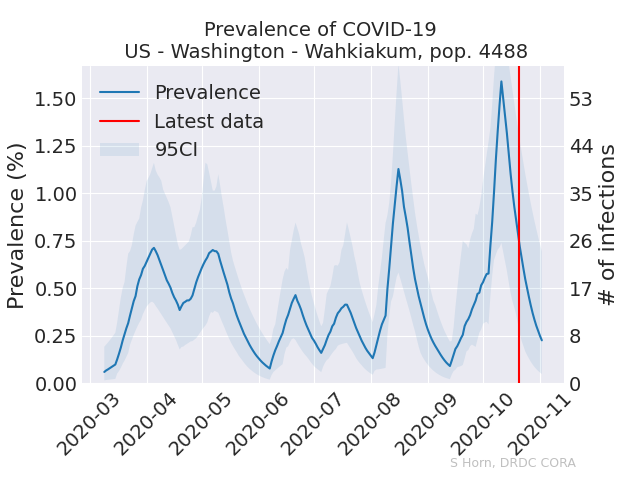 Prevalence of COVID-19
US - Washington - Wahkiakum, pop. 4488
Prevalence
Latest data
95CI
Prevalence (%)
1.50
1.25
1.00
0.75
0.50
0.25
0.00
# of infections
53
44
35
26
17
8
0
2020-03
2020-04
2020-05
2020-06
2020-07
2020-08
2020-09
2020-10
2020-11
S Horn, DRDC CORA